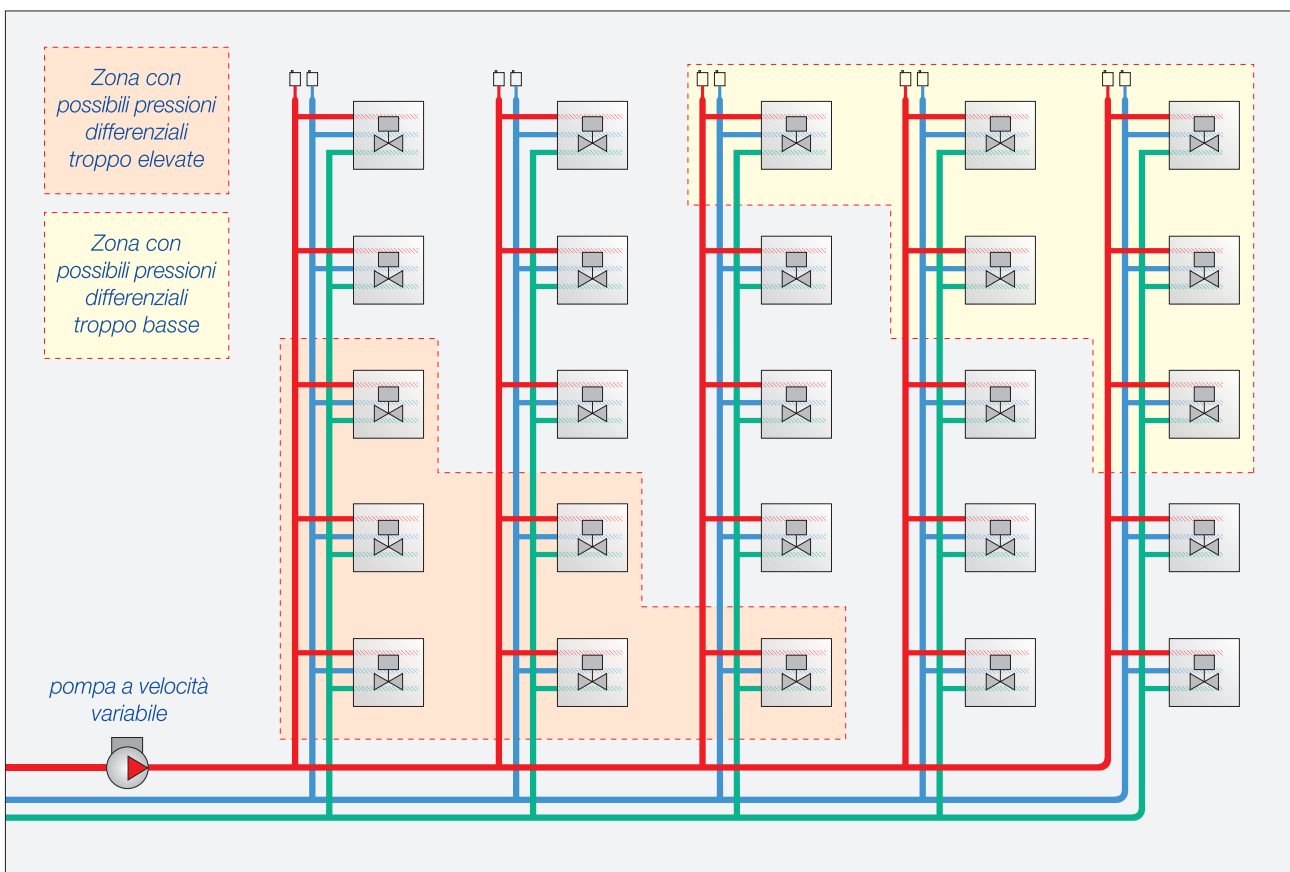 Zona con
possibili pressioni
differenziali
troppo elevate
Zona con
possibili pressioni
differenziali
troppo basse
pompa a velocità
variabile